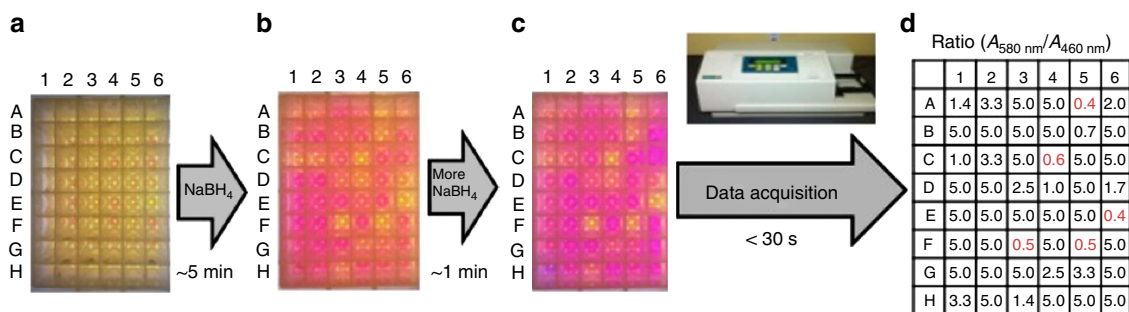 a
1 2 3 4 5 6
A
B
C
D
E
F
G
H
NaBH4
~5 min
b
1 2 3 4 5 6
A
B
C
D
E
F
G
H
More
NaBH4
~1 min
c
1 2 3 4 5 6
A
B
C
D
E
F
G
H
Data acquisition
< 30 s
d
Ratio (A580 nm/A460 nm)
1 2 3 4 5 6
A 1.4 3.3 5.0 5.0 0.4 2.0
B 5.0 5.0 5.0 5.0 0.7 5.0
C 1.0 3.3 5.0 0.6 5.0 5.0
D 5.0 5.0 2.5 1.0 5.0 1.7
E 5.0 5.0 5.0 5.0 5.0 0.4
F 5.0 5.0 0.5 5.0 0.5 5.0
G 5.0 5.0 5.0 2.5 3.3 5.0
H 3.3 5.0 1.4 5.0 5.0 5.0